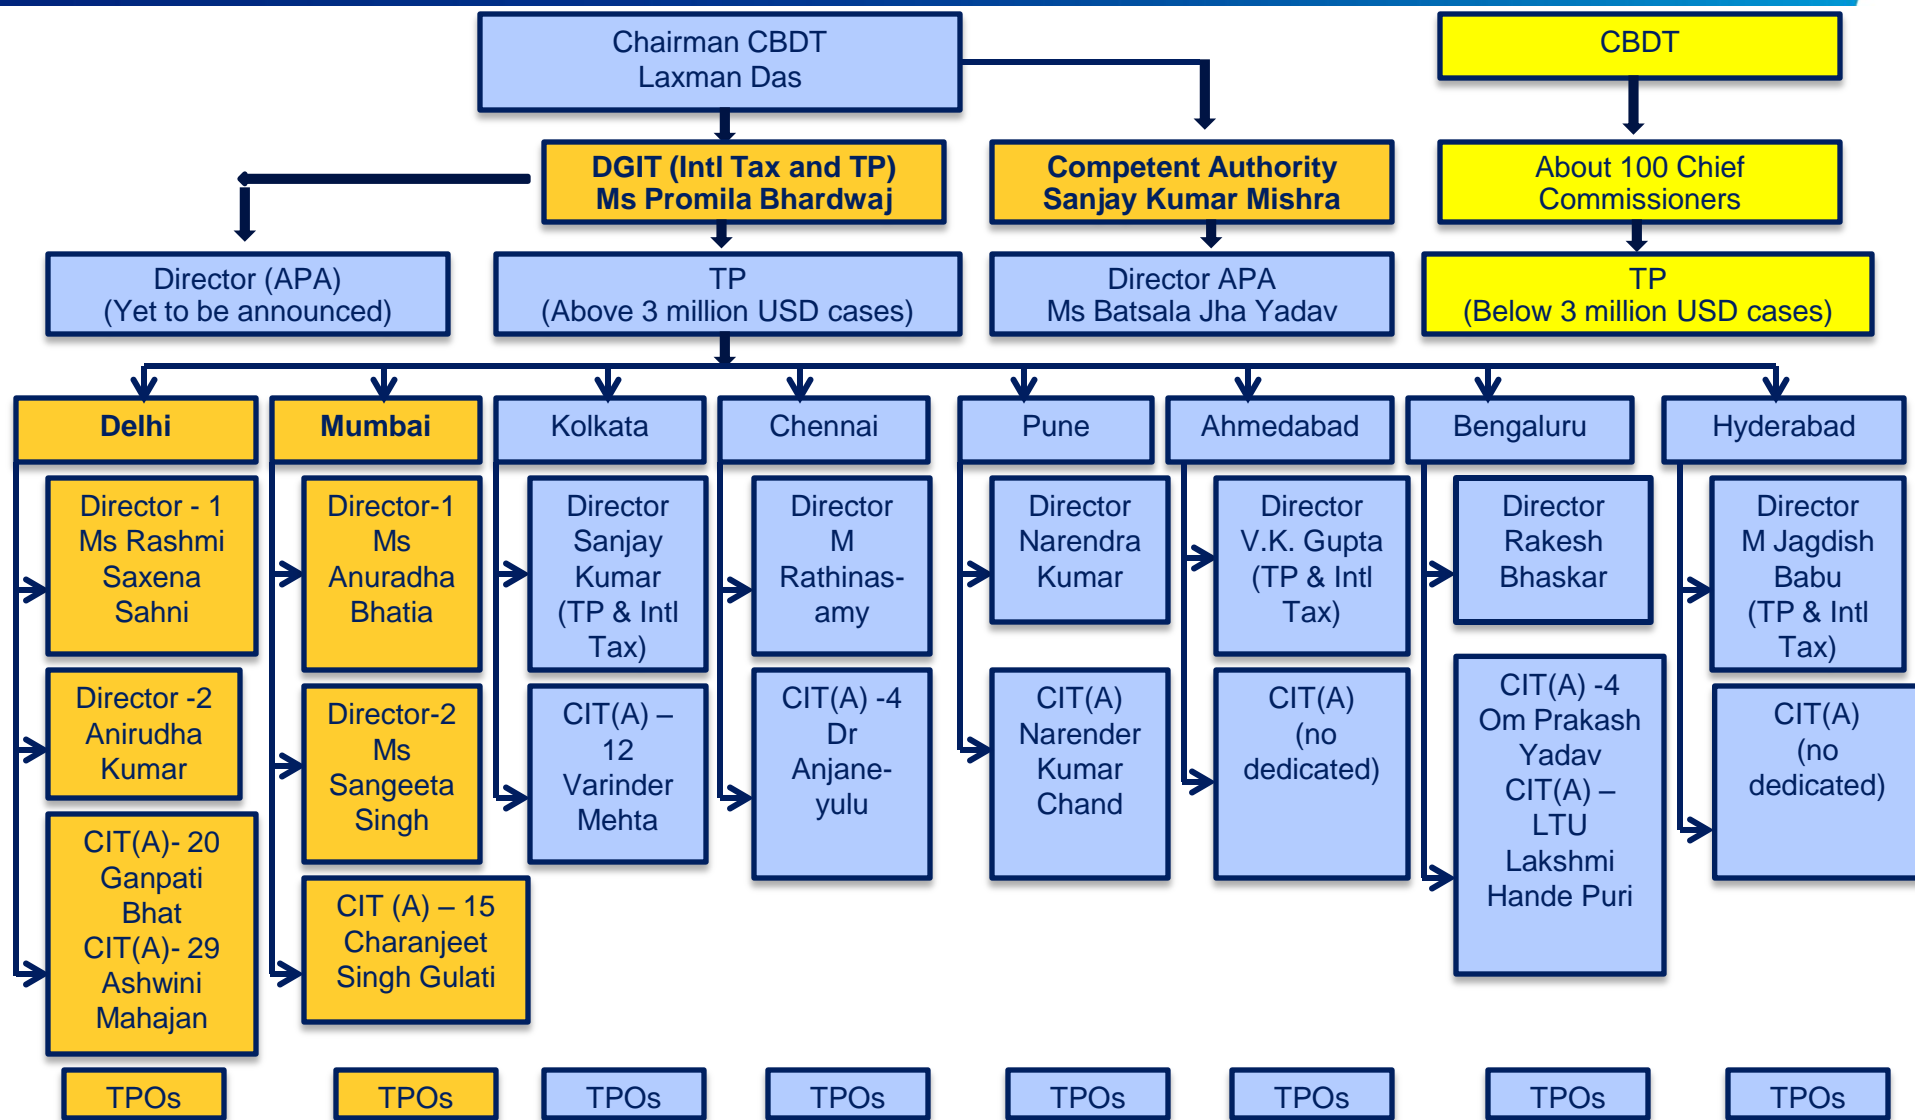 Chairman CBDT
Laxman Das
CBDT
DGIT (Intl Tax and TP)
Ms Promila Bhardwaj
Competent Authority
Sanjay Kumar Mishra
About 100 Chief
Commissioners
Director (APA)
(Yet to be announced)
TP
(Above 3 million USD cases)
Director APA
Ms Batsala Jha Yadav
TP
(Below 3 million USD cases)
Delhi
Mumbai
Kolkata
Chennai
Pune
Ahmedabad
Bengaluru
Hyderabad
Director - 1
Ms Rashmi
Saxena
Sahni
Director-1
Ms
Anuradha
Bhatia
Director
Sanjay
Kumar
(TP & Intl
Tax)
Director
M
Rathinas-
amy
Director
Narendra
Kumar
Director
V.K. Gupta
(TP & Intl
Tax)
Director
Rakesh
Bhaskar
Director
M Jagdish
Babu
(TP & Intl
Tax)
Director -2
Anirudha
Kumar
Director-2
Ms
Sangeeta
Singh
CIT(A) –
12
Varinder
Mehta
CIT(A) -4
Dr
Anjane-
yulu
CIT(A)
Narender
Kumar
Chand
CIT(A)
(no
dedicated)
CIT(A) -4
Om Prakash
Yadav
CIT(A) –
LTU
Lakshmi
Hande Puri
CIT(A)
(no
dedicated)
CIT(A)- 20
Ganpati
Bhat
CIT(A)- 29
Ashwini
Mahajan
CIT (A) – 15
Charanjeet
Singh Gulati
TPOs
TPOs
TPOs
TPOs
TPOs
TPOs
TPOs
TPOs